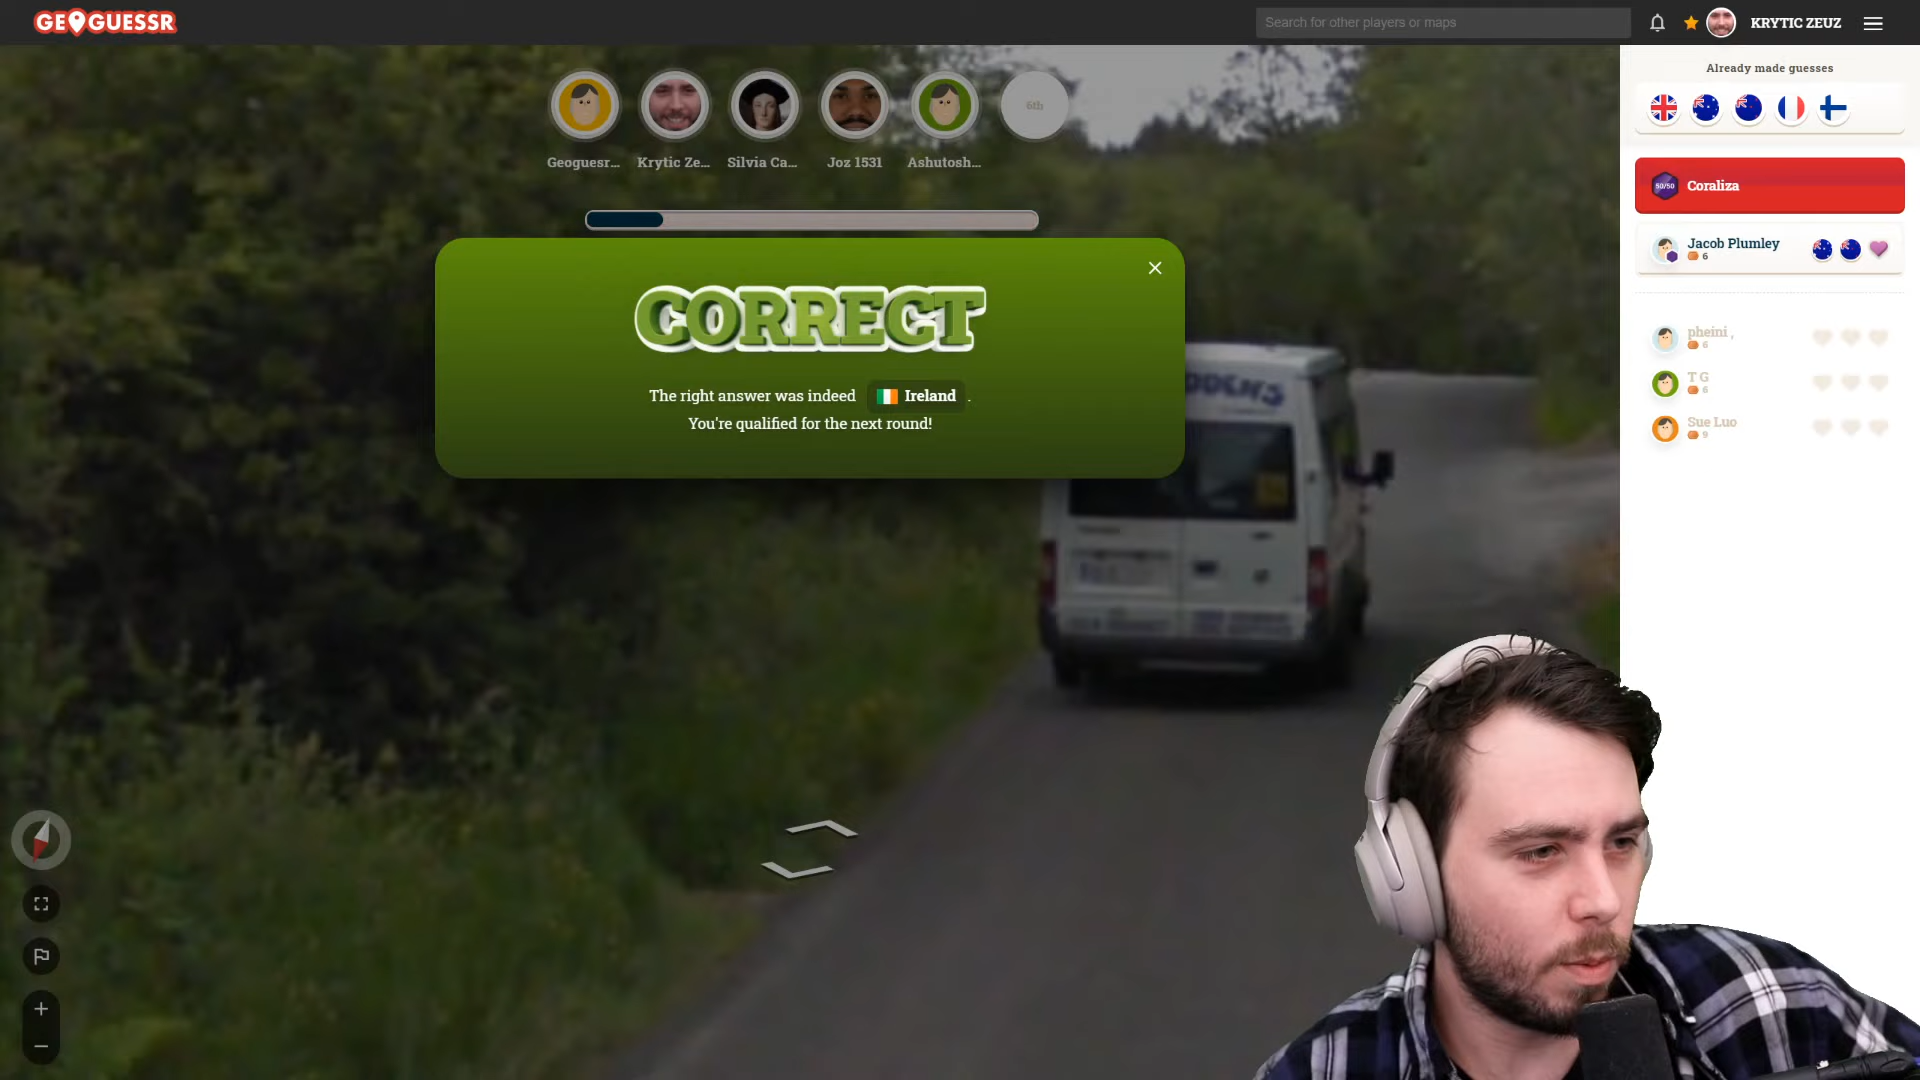 GEOGUESSR
Search for other players or maps
KRYTIC ZEUZ
6th
Geoguesr...
Krytic Ze...
Silvia Ca...
Joz 1531
Ashutosh...
CORRECT
The right answer was indeed Ireland .
You're qualified for the next round!
Already made guesses
50/50
Coraliza
Jacob Plumley
6
pheini ,
6
T G
6
Sue Luo
9